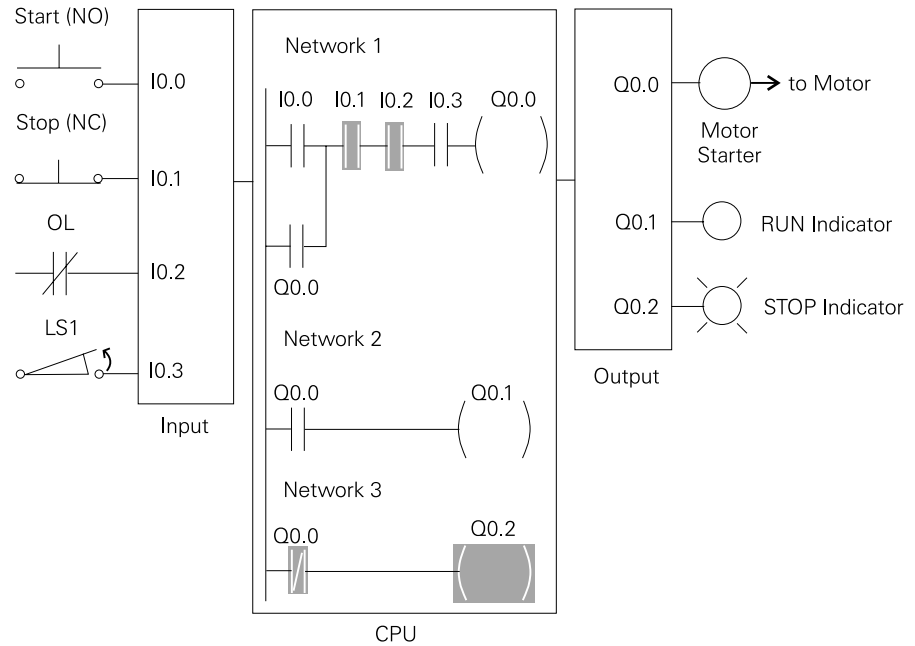 Start (NO)
I0.0
Stop (NC)
I0.1
OL
I0.2
LS1
I0.3
Input
Network 1
I0.0 I0.1 I0.2 I0.3 Q0.0
Q0.0
Network 2
Q0.0 Q0.1
Network 3
Q0.0 Q0.2
CPU
Q0.0 to Motor
Motor
Starter
Q0.1 RUN Indicator
Q0.2 STOP Indicator
Output